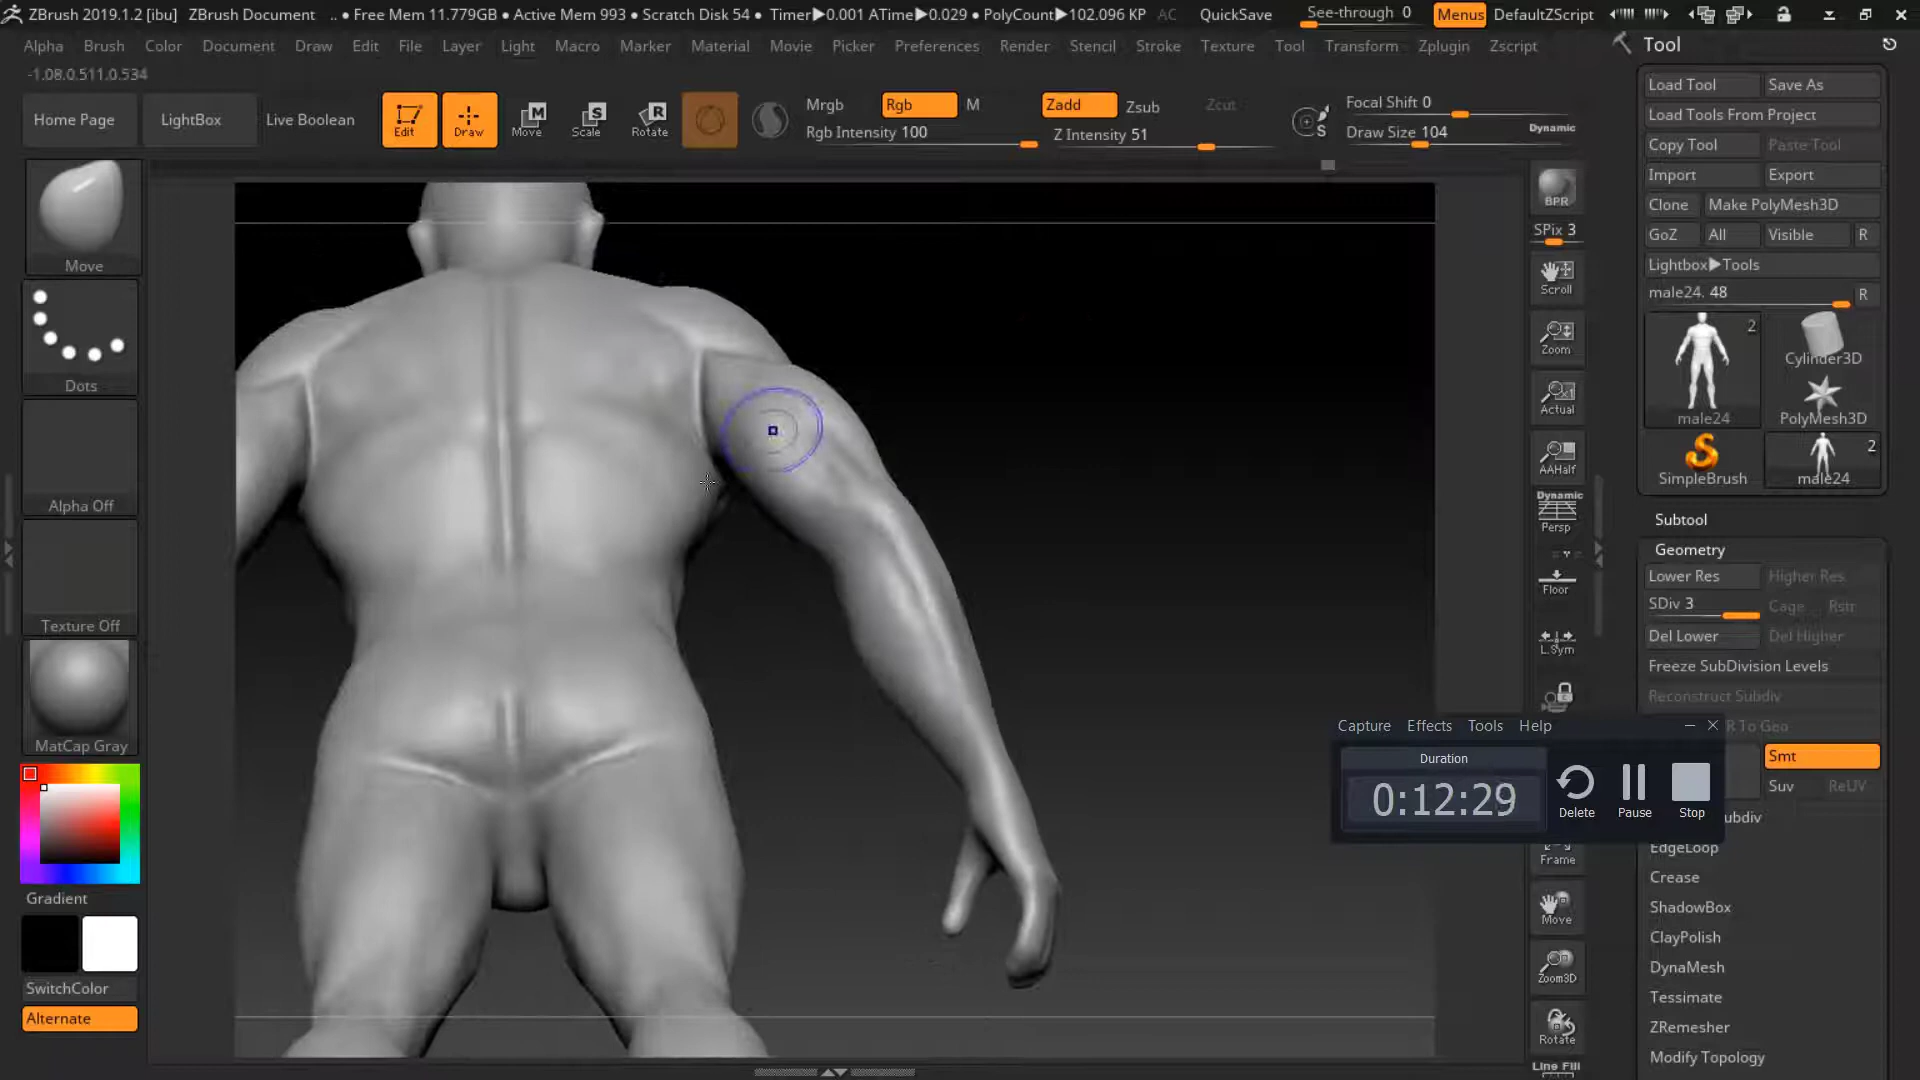 ZBrush 2019.1.2 [ibu] ZBrush Document .. ● Free Mem 11.779GB ● Active Mem 993 ● Scratch Disk 54 ● Timer▶0.001 ATime▶0.029 ● PolyCount▶102.096 KP AC QuickSave See-through 0 Menus DefaultZScript
Alpha Brush Color Document Draw Edit File Layer Light Macro Marker Material Movie Picker Preferences Render Stencil Stroke Texture Tool Transform Zplugin Zscript
Tool
-1.08.0.511.0.534
Load Tool Save As
Load Tools From Project
Copy Tool Paste Tool
Import Export
Clone Make PolyMesh3D
GoZ All Visible R
Lightbox▶Tools
male24. 48 R
2
male24
Cylinder3D
PolyMesh3D
SimpleBrush
2
male24
Home Page LightBox Live Boolean
Edit Draw Move Scale Rotate
Mrgb Rgb M
Rgb Intensity 100
Zadd Zsub Zcut
Z Intensity 51
S
Focal Shift 0
Draw Size 104 Dynamic
Move
Dots
Alpha Off
Texture Off
MatCap Gray
Gradient
SwitchColor
Alternate
BPR
SPix 3
Scroll
Zoom
Actual
AAHalf
Dynamic
Persp
Floor
L.Sym
Frame
Move
Zoom3D
Rotate
Line Fill
Subtool
Geometry
Lower Res Higher Res
SDiv 3 Cage Rstr
Del Lower Del Higher
Freeze SubDivision Levels
Reconstruct Subdiv
R To Geo
Smt
Suv ReUV
ubdiv
EdgeLoop
Crease
ShadowBox
ClayPolish
DynaMesh
Tessimate
ZRemesher
Modify Topology
Capture Effects Tools Help
Duration
0:12:29
Delete Pause Stop